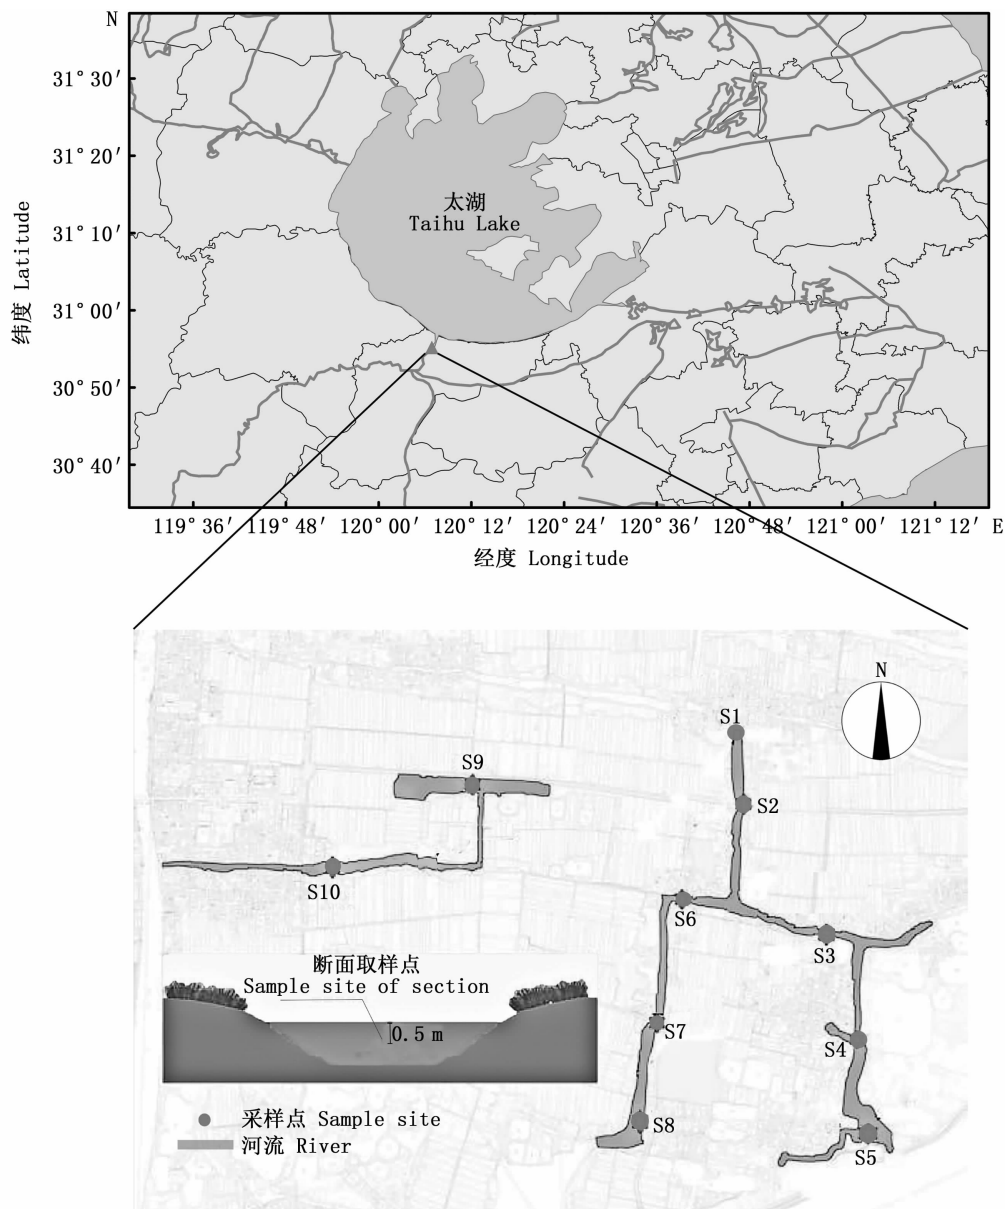 N
31°30′
31°20′
31°10′
31°00′
30°50′
30°40′
纬度 Latitude
太湖
Taihu Lake
119°36′ 119°48′ 120°00′ 120°12′ 120°24′ 120°36′ 120°48′ 121°00′ 121°12′ E
经度 Longitude
N
S1
S9
S2
S10
S6
S3
断面取样点
Sample site of section
0.5 m
S7
S4
采样点 Sample site
S8
河流 River
S5